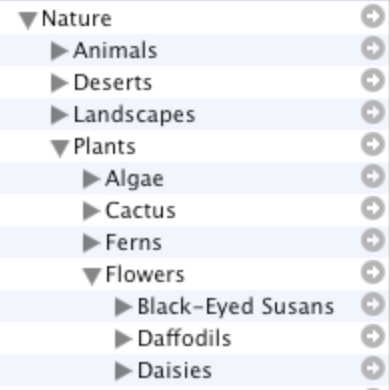 Nature
Animals
Deserts
Landscapes
Plants
Algae
Cactus
Ferns
Flowers
Black-Eyed Susans
Daffodils
Daisies